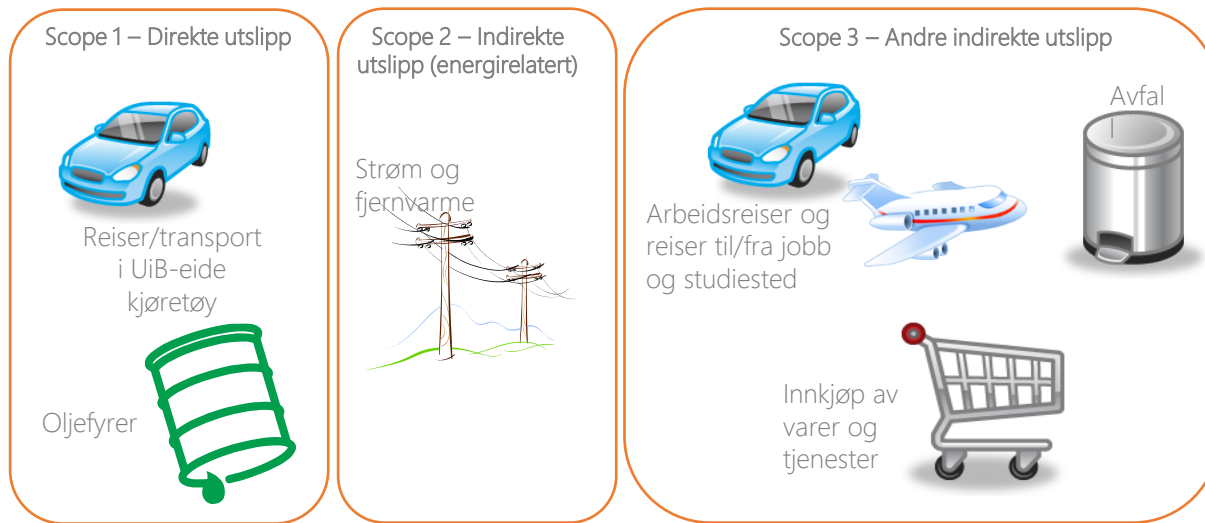 Scope 1 – Direkte utslipp
Reiser/transport
i UiB-eide
kjøretøy
Oljefyrer
Scope 2 – Indirekte
utslipp (energirelatert)
Strøm og
fjernvarme
Scope 3 – Andre indirekte utslipp
Arbeidsreiser og
reiser til/fra jobb
og studiested
Avfal
Innkjøp av
varer og
tjenester